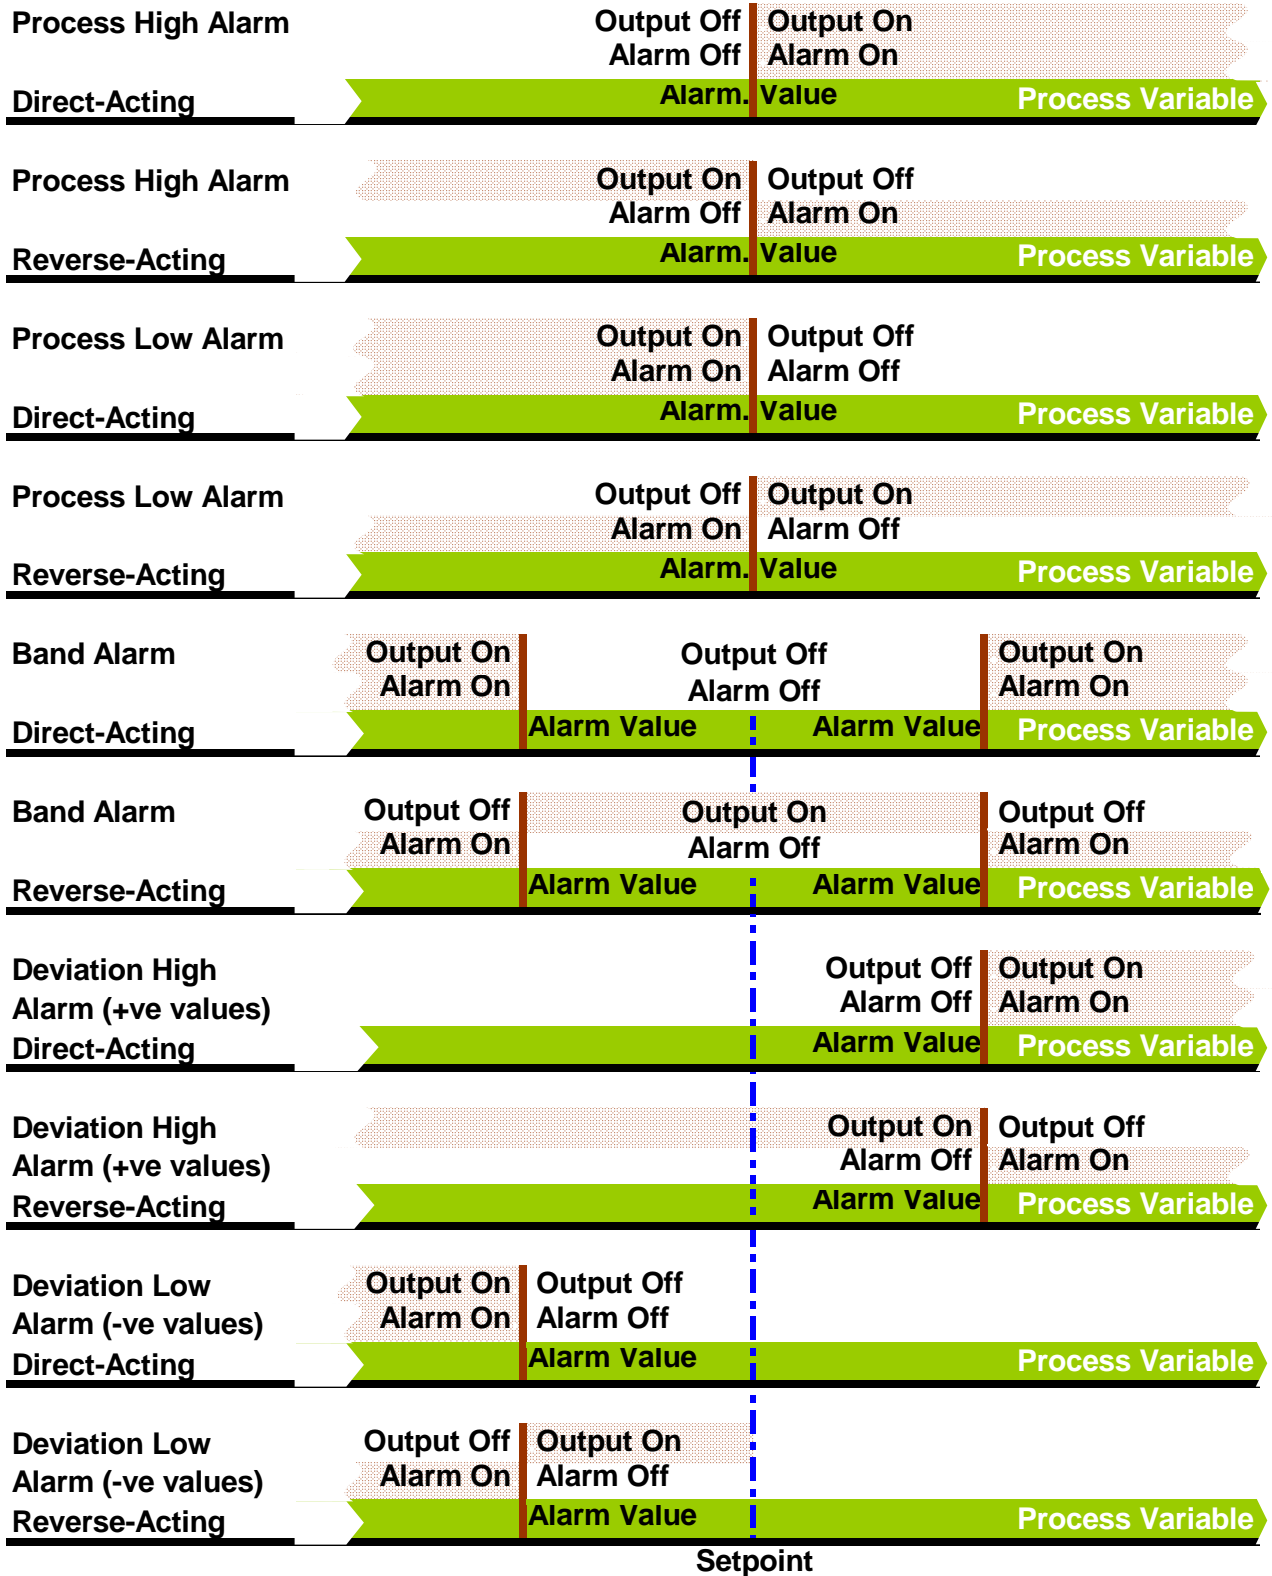 Process High Alarm Output Off Output On
Alarm Off Alarm On
Direct-Acting Alarm. Value Process Variable
Process High Alarm Output On Output Off
Alarm Off Alarm On
Reverse-Acting Alarm. Value Process Variable
Process Low Alarm Output On Output Off
Alarm On Alarm Off
Direct-Acting Alarm. Value Process Variable
Process Low Alarm Output Off Output On
Alarm On Alarm Off
Reverse-Acting Alarm. Value Process Variable
Band Alarm Output On Output Off Output On
Alarm On Alarm Off Alarm On
Direct-Acting Alarm Value Alarm Value Process Variable
Band Alarm Output Off Output On Output Off
Alarm On Alarm Off Alarm On
Reverse-Acting Alarm Value Alarm Value Process Variable
Deviation High Output Off Output On
Alarm (+ve values) Alarm Off Alarm On
Direct-Acting Alarm Value Process Variable
Deviation High Output On Output Off
Alarm (+ve values) Alarm Off Alarm On
Reverse-Acting Alarm Value Process Variable
Deviation Low Output On Output Off
Alarm (-ve values) Alarm On Alarm Off
Direct-Acting Alarm Value Process Variable
Deviation Low Output Off Output On
Alarm (-ve values) Alarm On Alarm Off
Reverse-Acting Alarm Value Process Variable
Setpoint